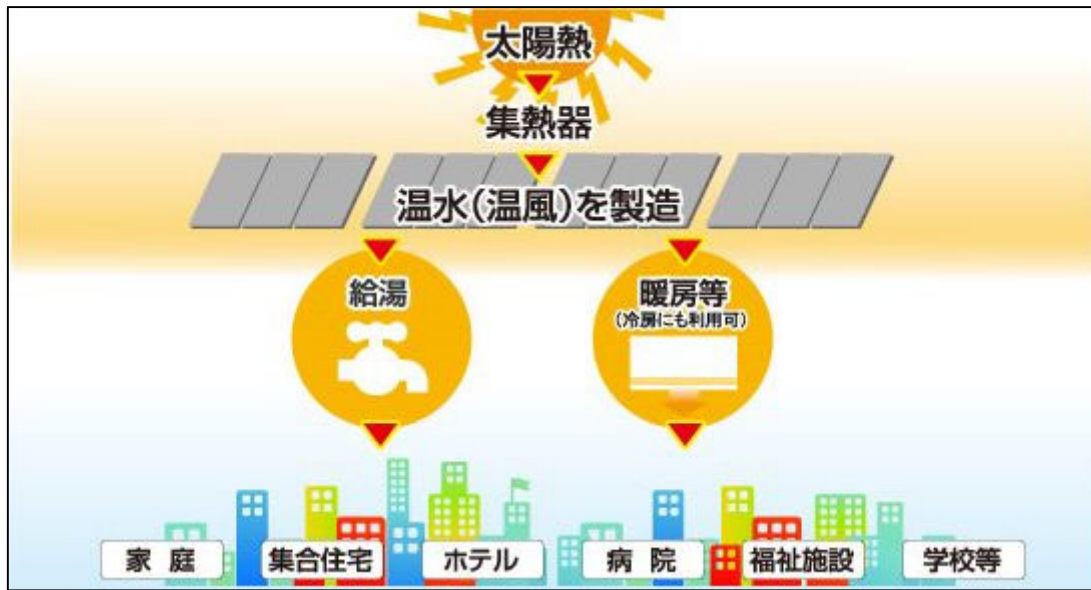 太陽熱
集熱器
温水(温風)を製造
給湯
暖房等
(冷房にも利用可)
家 庭
集合住宅
ホテル
病 院
福祉施設
学校等